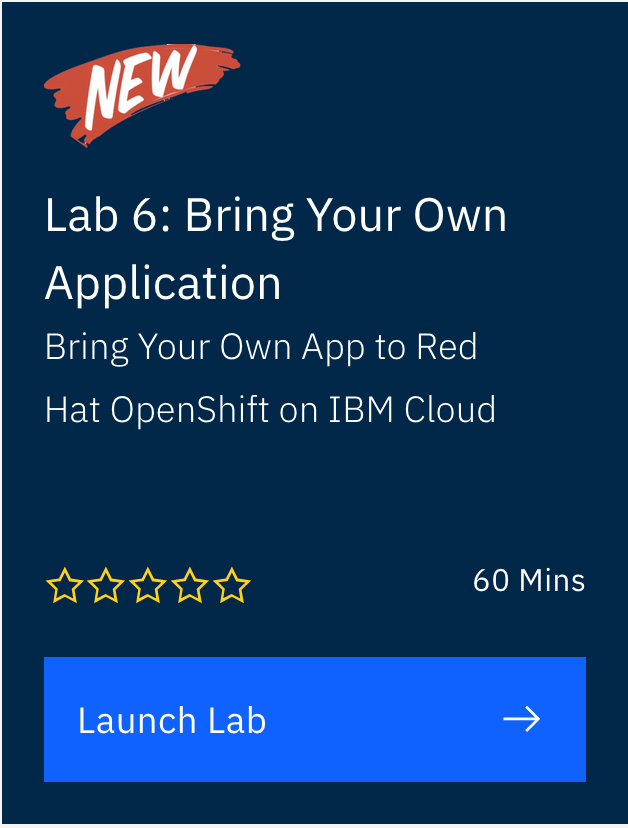 NEW
Lab 6: Bring Your Own
Application
Bring Your Own App to Red
Hat OpenShift on IBM Cloud
60 Mins
Launch Lab